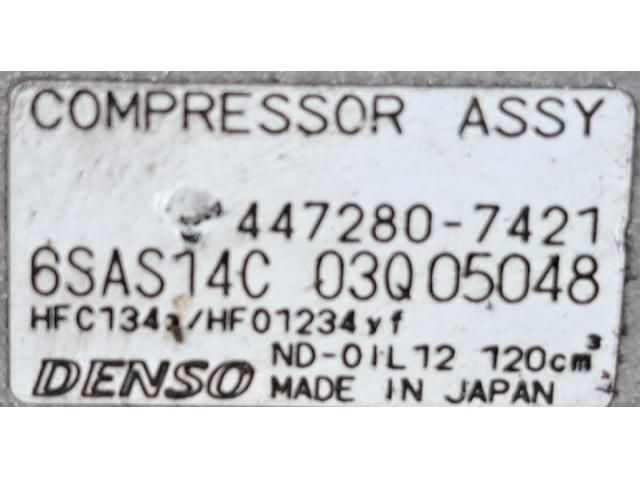 COMPRESSOR ASSY
447280-7421
6SAS14C 03Q05048
HFC134a/HFO1234yf
ND-OIL12 120cm³
DENSO MADE IN JAPAN